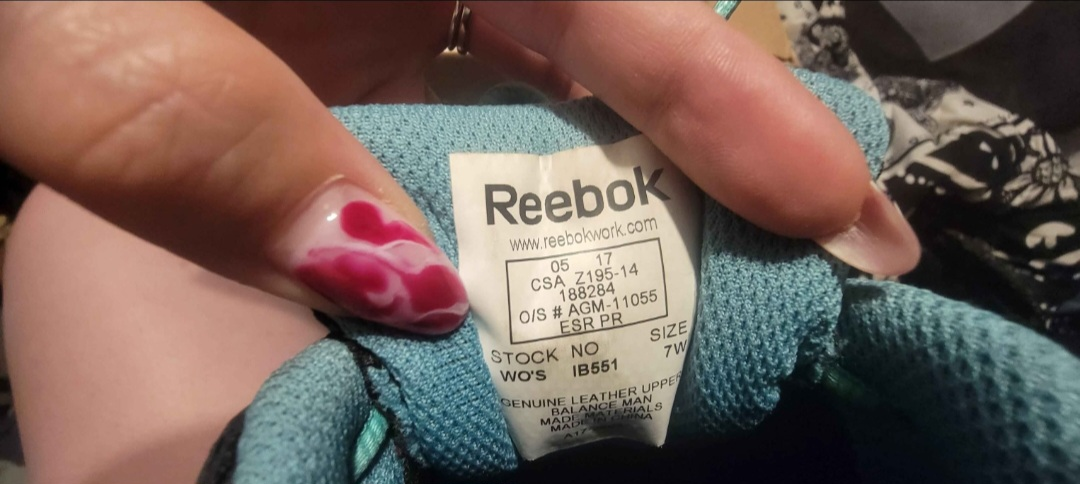 Reebok
www.reebokwork.com
05 17
CSA Z195-14
188284
O/S # AGM-11055
ESR PR
SIZE
STOCK NO 7W
WO'S IB551
GENUINE LEATHER UPPER
BALANCE MAN
MADE MATERIALS
MADE IN CHINA